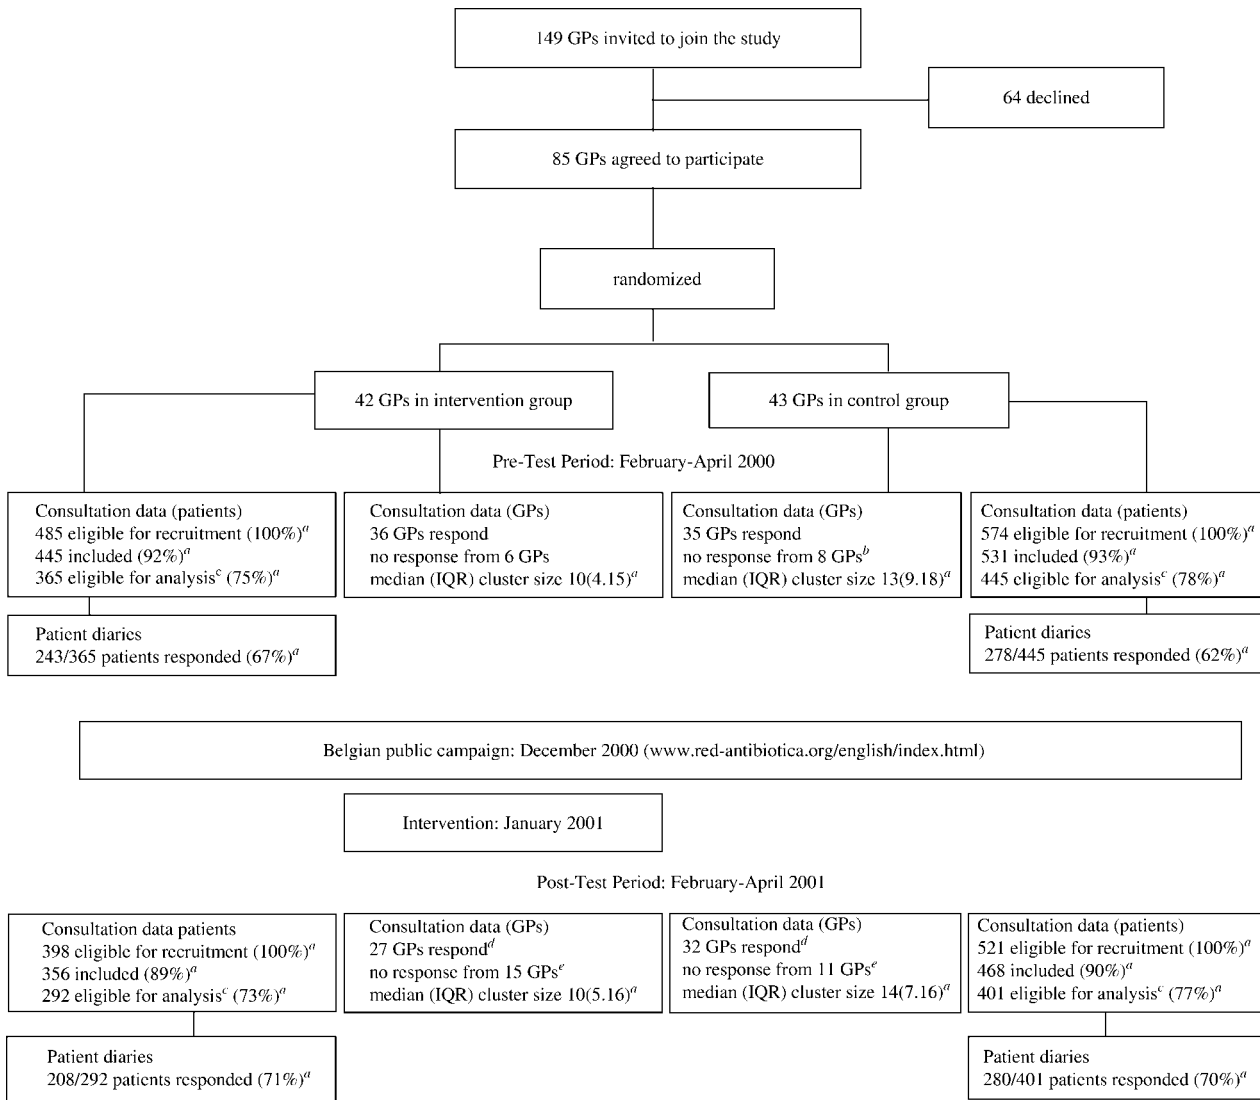 149 GPs invited to join the study
64 declined
85 GPs agreed to participate
randomized
42 GPs in intervention group
43 GPs in control group
Pre-Test Period: February-April 2000
Consultation data (patients)
485 eligible for recruitment (100%)a
445 included (92%)a
365 eligible for analysisc (75%)a
Consultation data (GPs)
36 GPs respond
no response from 6 GPs
median (IQR) cluster size 10(4.15)a
Consultation data (GPs)
35 GPs respond
no response from 8 GPsb
median (IQR) cluster size 13(9.18)a
Consultation data (patients)
574 eligible for recruitment (100%)a
531 included (93%)a
445 eligible for analysisc (78%)a
Patient diaries
243/365 patients responded (67%)a
Patient diaries
278/445 patients responded (62%)a
Belgian public campaign: December 2000 (www.red-antibiotica.org/english/index.html)
Intervention: January 2001
Post-Test Period: February-April 2001
Consultation data patients
398 eligible for recruitment (100%)a
356 included (89%)a
292 eligible for analysisc (73%)a
Consultation data (GPs)
27 GPs respondd
no response from 15 GPse
median (IQR) cluster size 10(5.16)a
Consultation data (GPs)
32 GPs respondd
no response from 11 GPse
median (IQR) cluster size 14(7.16)a
Consultation data (patients)
521 eligible for recruitment (100%)a
468 included (90%)a
401 eligible for analysisc (77%)a
Patient diaries
208/292 patients responded (71%)a
Patient diaries
280/401 patients responded (70%)a